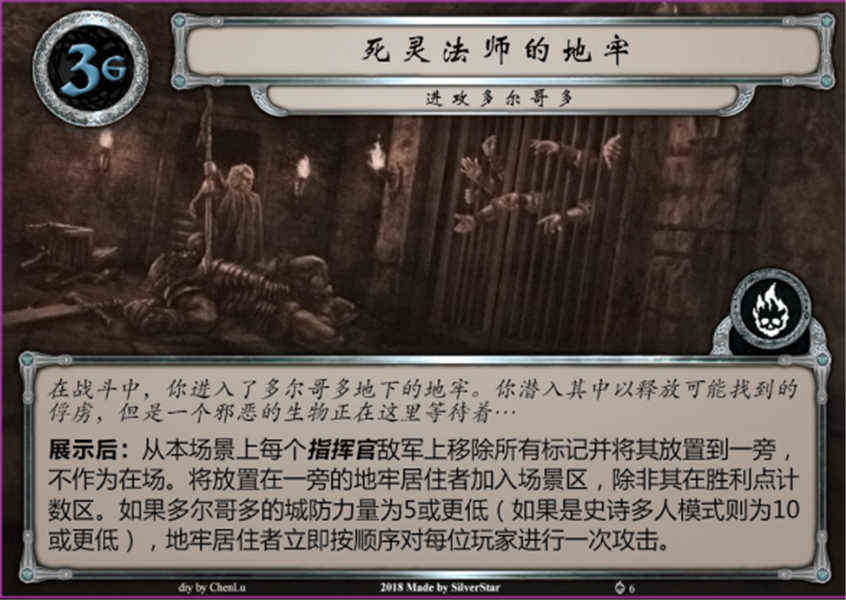 3G
死灵法师的地牢
进攻多尔哥多
在战斗中，你进入了多尔哥多地下的地牢。你潜入其中以释放可能找到的
俘虏，但是一个邪恶的生物正在这里等待着…
展示后：从本场景上每个指挥官敌军上移除所有标记并将其放置到一旁，
不作为在场。将放置在一旁的地牢居住者加入场景区，除非其在胜利点计
数区。如果多尔哥多的城防力量为5或更低（如果是史诗多人模式则为10
或更低），地牢居住者立即按顺序对每位玩家进行一次攻击。
diy by ChenLu
2018 Made by SilverStar
6